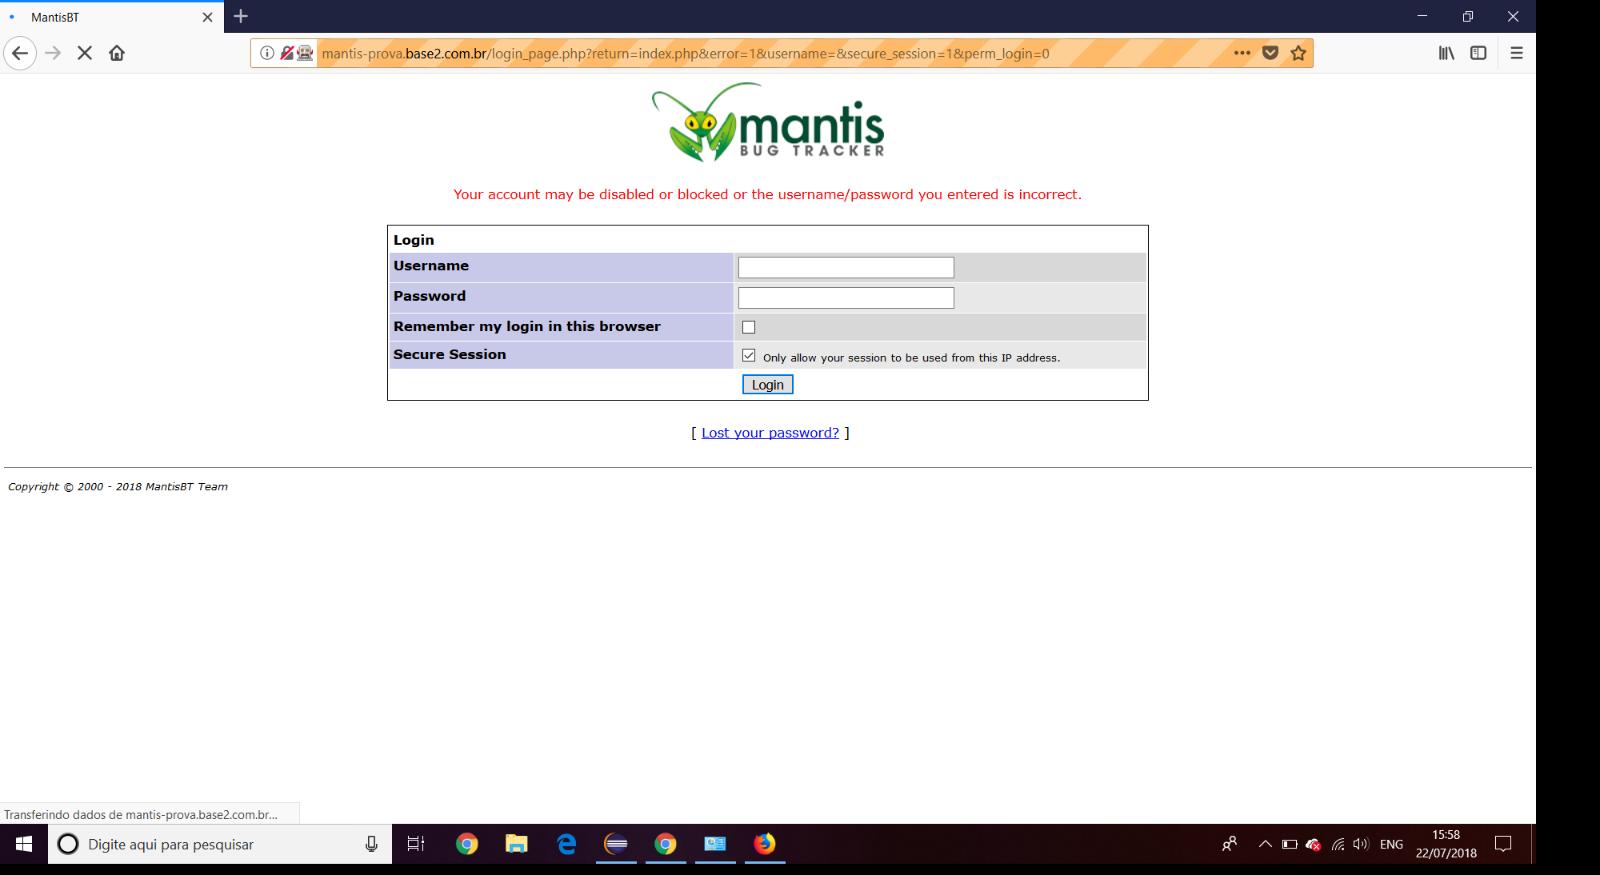 MantisBT
mantis-prova.base2.com.br/login_page.php?return=index.php&error=1&username=&secure_session=1&perm_login=0
mantis
BUG TRACKER
Your account may be disabled or blocked or the username/password you entered is incorrect.
Login
Username
Password
Remember my login in this browser
Secure Session
Only allow your session to be used from this IP address.
Login
[ Lost your password? ]
Copyright © 2000 - 2018 MantisBT Team
Transferindo dados de mantis-prova.base2.com.br...
Digite aqui para pesquisar
ENG
15:58
22/07/2018